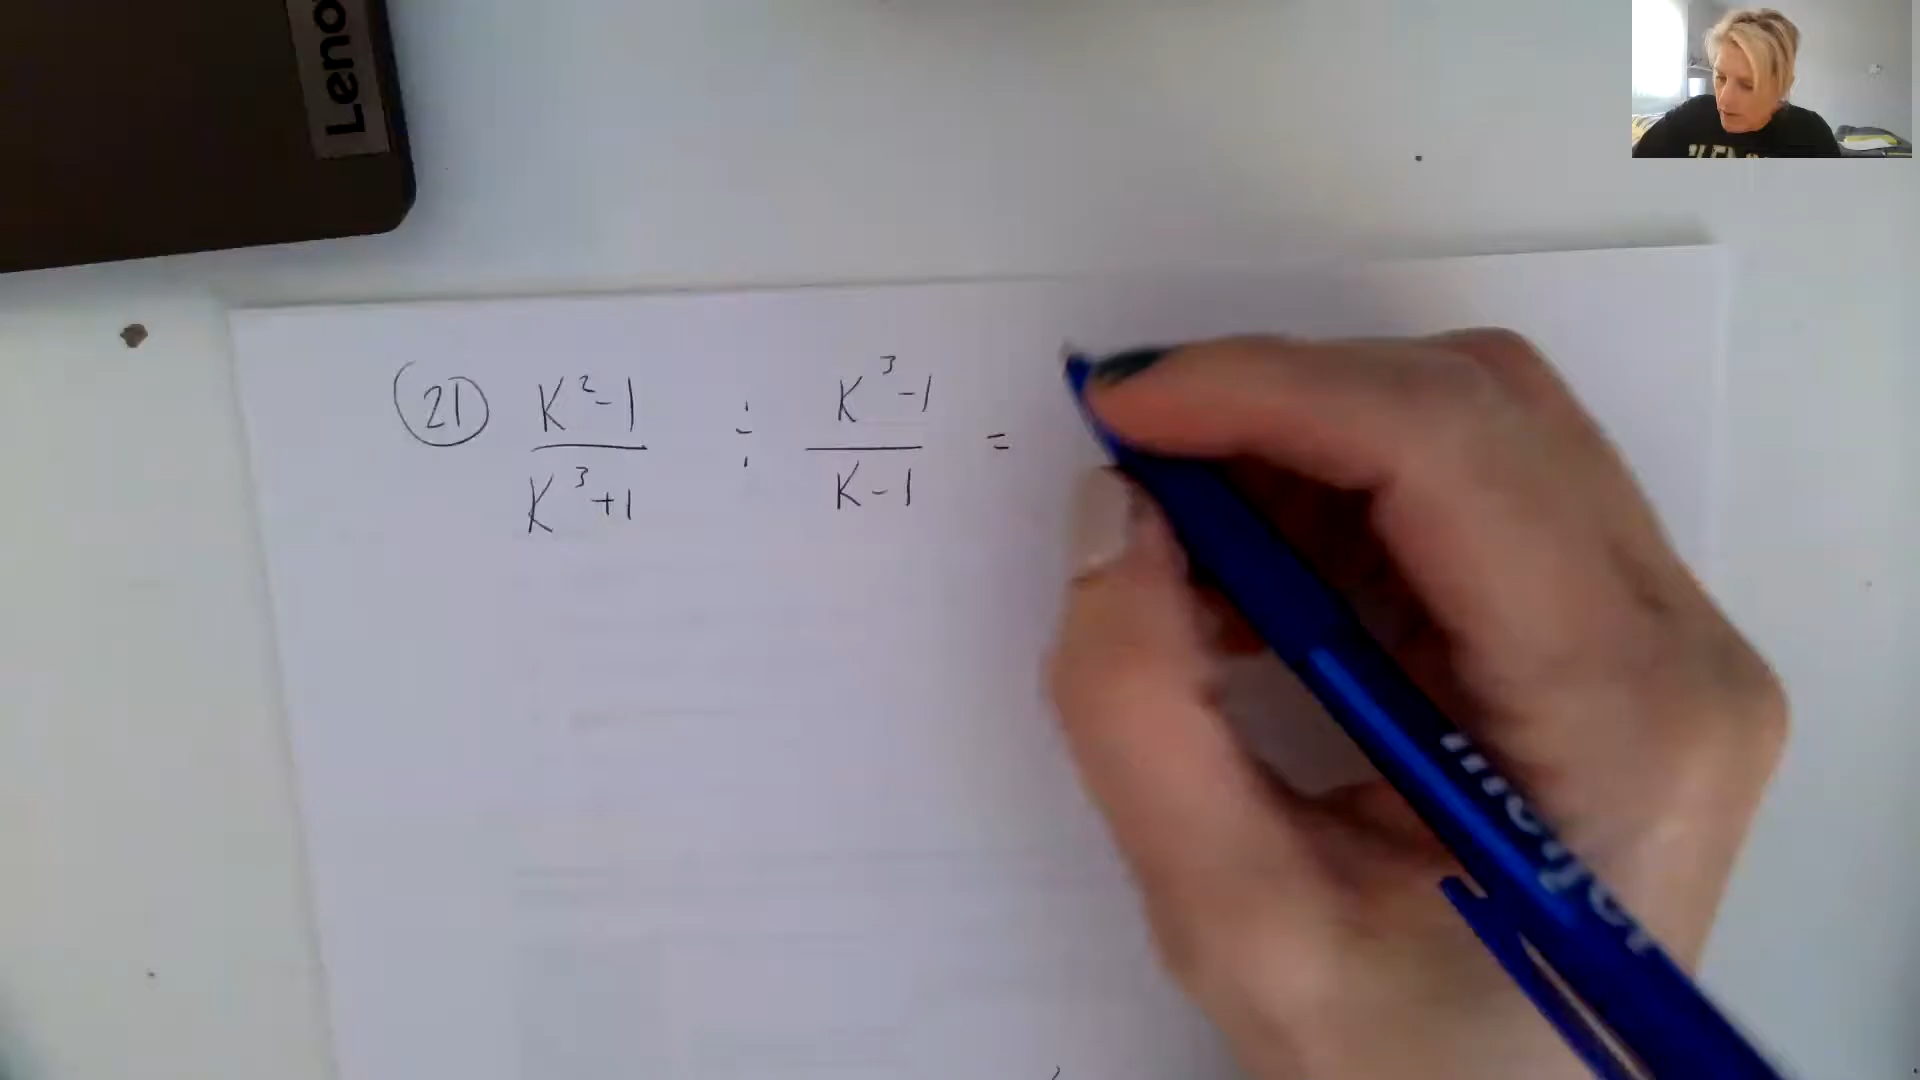 Leno
21) K²-1 / K³+1 ÷ K³-1 / K-1 =